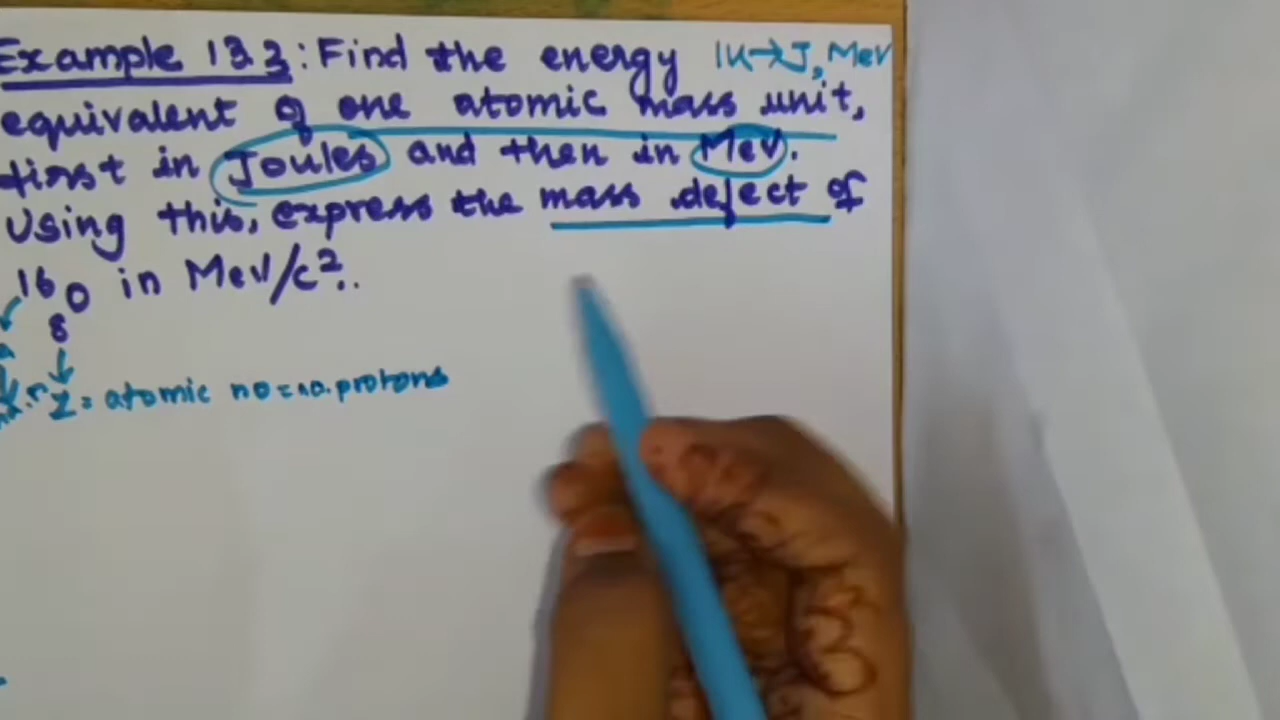 Example 13.3: Find the energy 1u→J, MeV
equivalent of one atomic mass unit,
first in Joules and then in MeV.
Using this, express the mass defect of
16 O in MeV/c².
8
Z = atomic no = no. protons